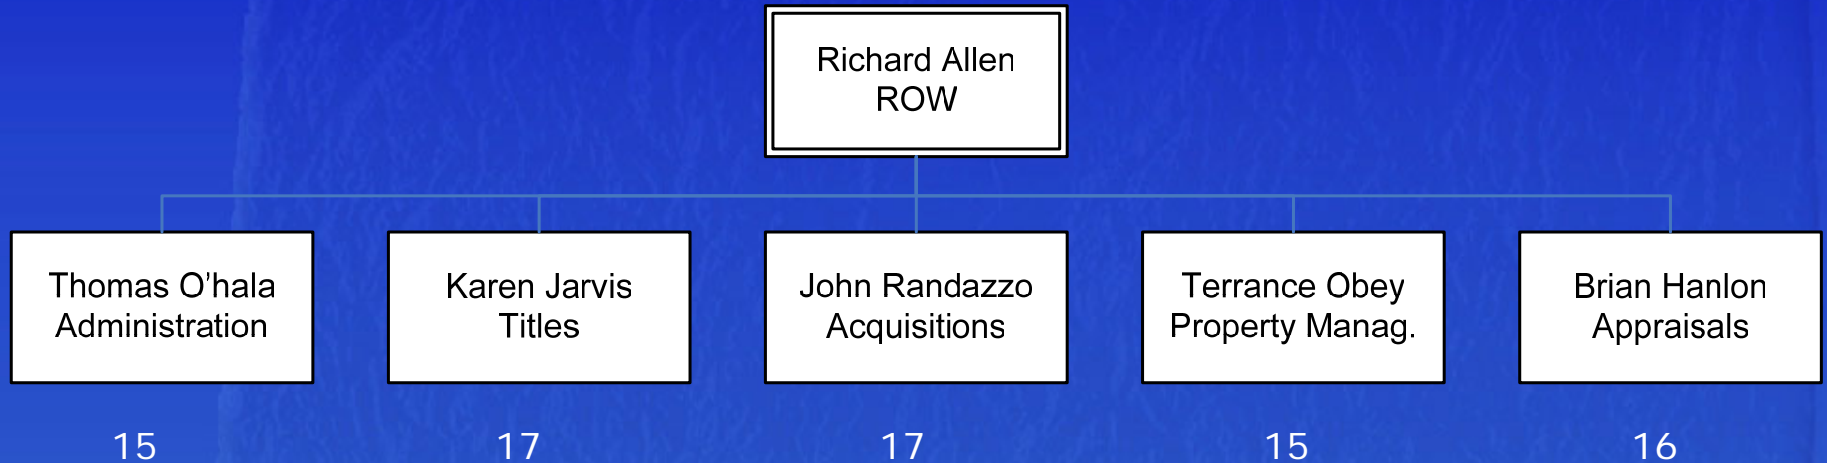 Richard Allen
ROW
Thomas O’hala
Administration
Karen Jarvis
Titles
John Randazzo
Acquisitions
Terrance Obey
Property Manag.
Brian Hanlon
Appraisals
15
17
17
15
16